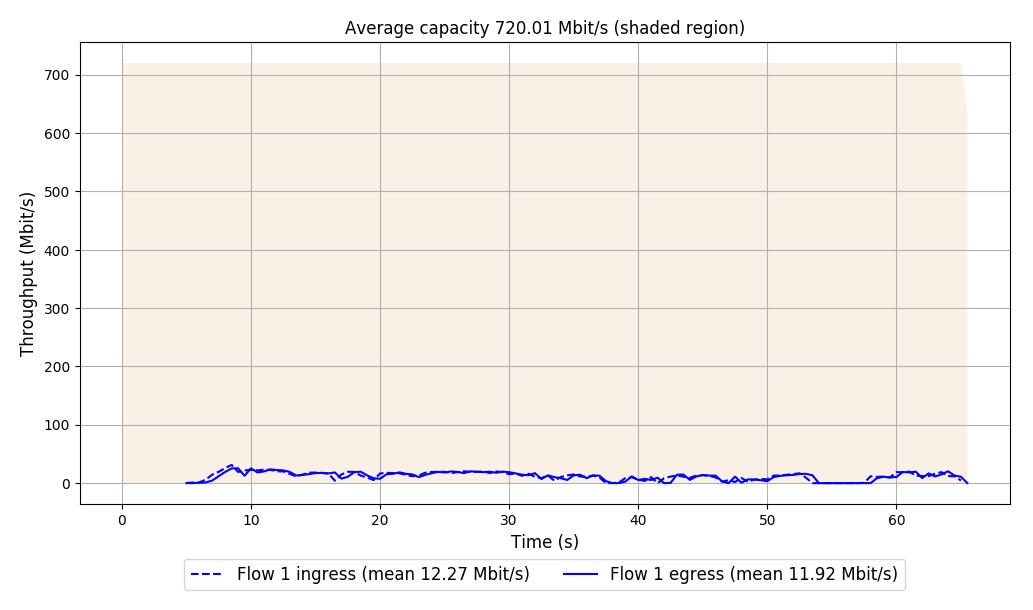 Average capacity 720.01 Mbit/s (shaded region)
Throughput (Mbit/s)
700
600
500
400
300
200
100
0
0 10 20 30 40 50 60
Time (s)
Flow 1 ingress (mean 12.27 Mbit/s) Flow 1 egress (mean 11.92 Mbit/s)